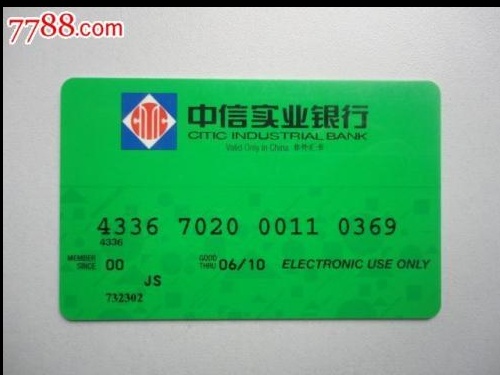 7788.com
CITIC
中信实业银行
CITIC INDUSTRIAL BANK
Valid Only in China
4336 7020 0011 0369
4336
MEMBER SINCE 00 GOOD THRU 06/10 ELECTRONIC USE ONLY
JS
732302